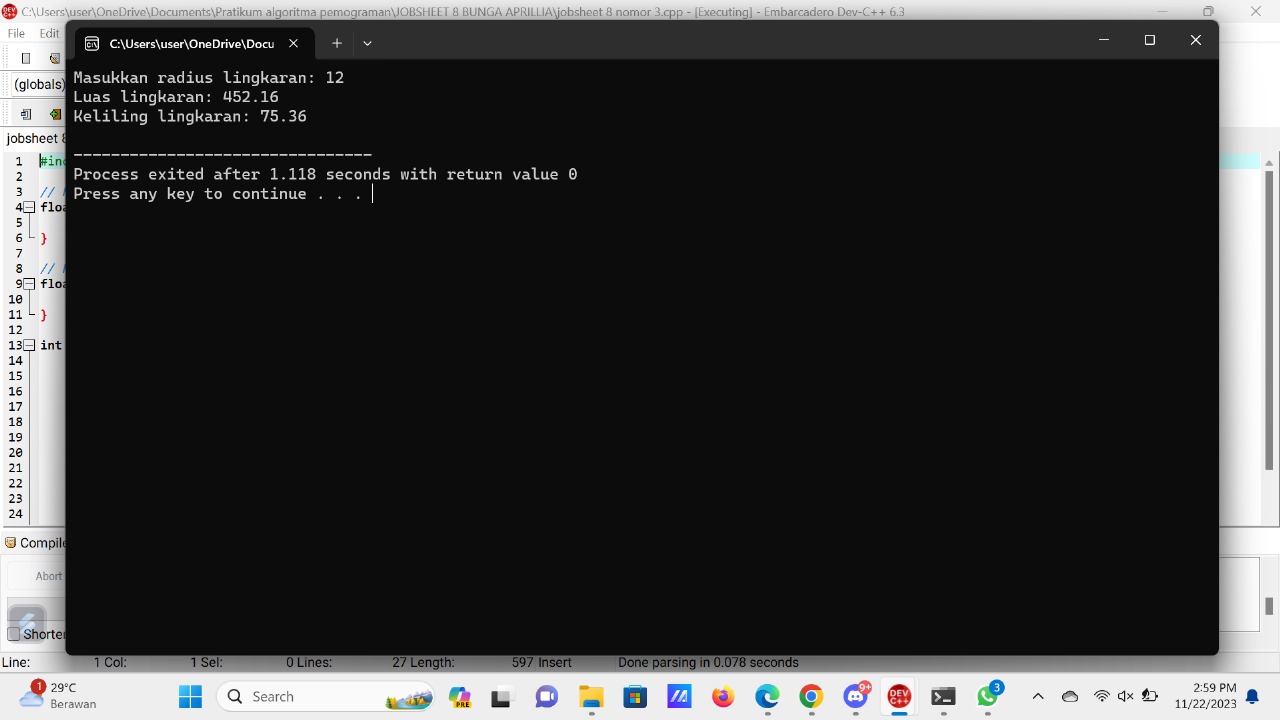 C:\Users\user\OneDrive\Documents\Pratikum algoritma pemograman\JOBSHEET 8 BUNGA APRILLIA\jobsheet 8 nomor 3.cpp - [Executing] - Embarcadero Dev-C++ 6.3
File Edit
C:\Users\user\OneDrive\Docu
(globals)
Masukkan radius lingkaran: 12
Luas lingkaran: 452.16
Keliling lingkaran: 75.36
--------------------------------
Process exited after 1.118 seconds with return value 0
Press any key to continue . . .
jobsheet 8
1 #inc
2
3 //
4 floa
5
6 }
7
8 //
9 floa
10
11 }
12
13 int
14
15
16
17
18
19
20
21
22
23
24
Compile
Abort
Shorten
Line: 1 Col: 1 Sel: 0 Lines: 27 Length: 597 Insert Done parsing in 0.078 seconds
1
29°C
Berawan
Search
PRE
9+
DEV
C++
3
2:59 PM
11/22/2023